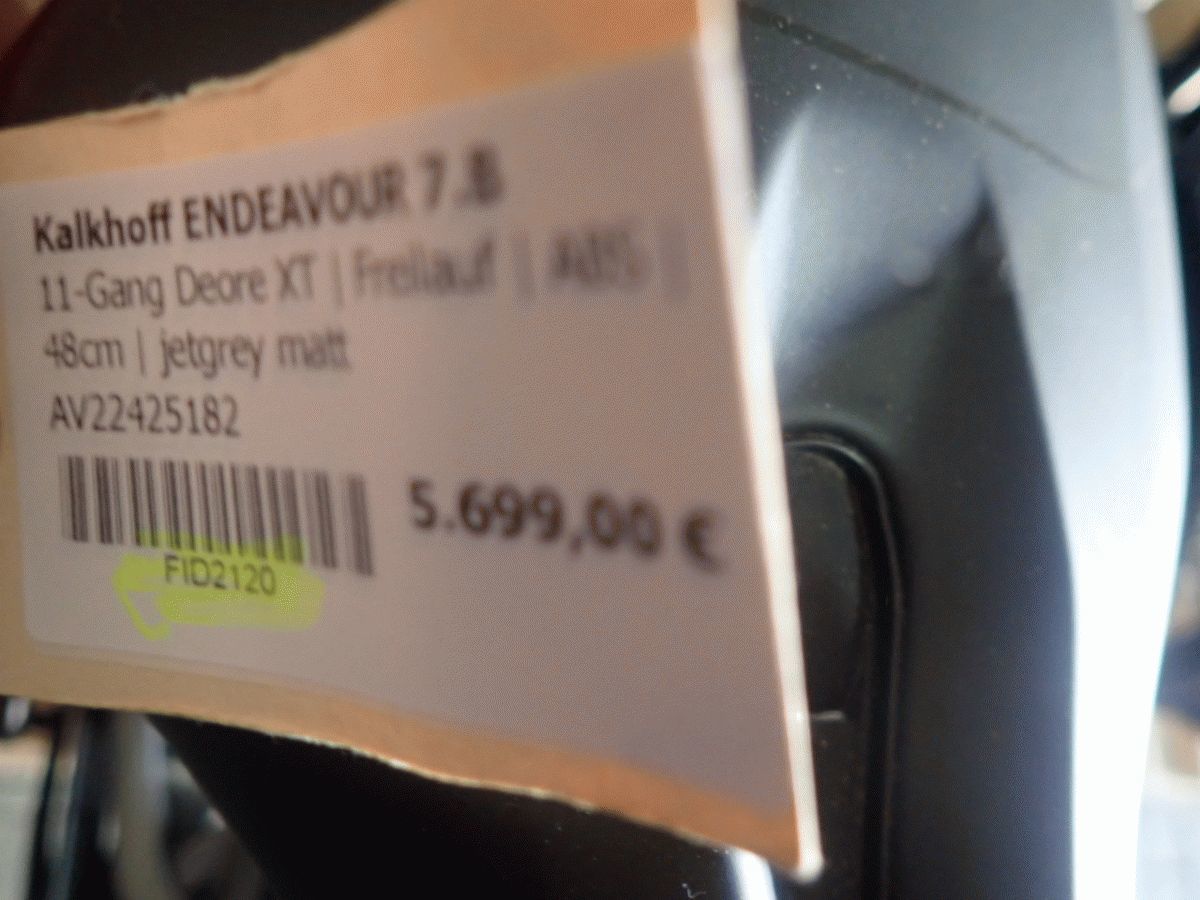 Kalkhoff ENDEAVOUR 7.B
11-Gang Deore XT | Freilauf | ABS |
48cm | jetgrey matt
AV22425182
5.699,00 €
FID2120